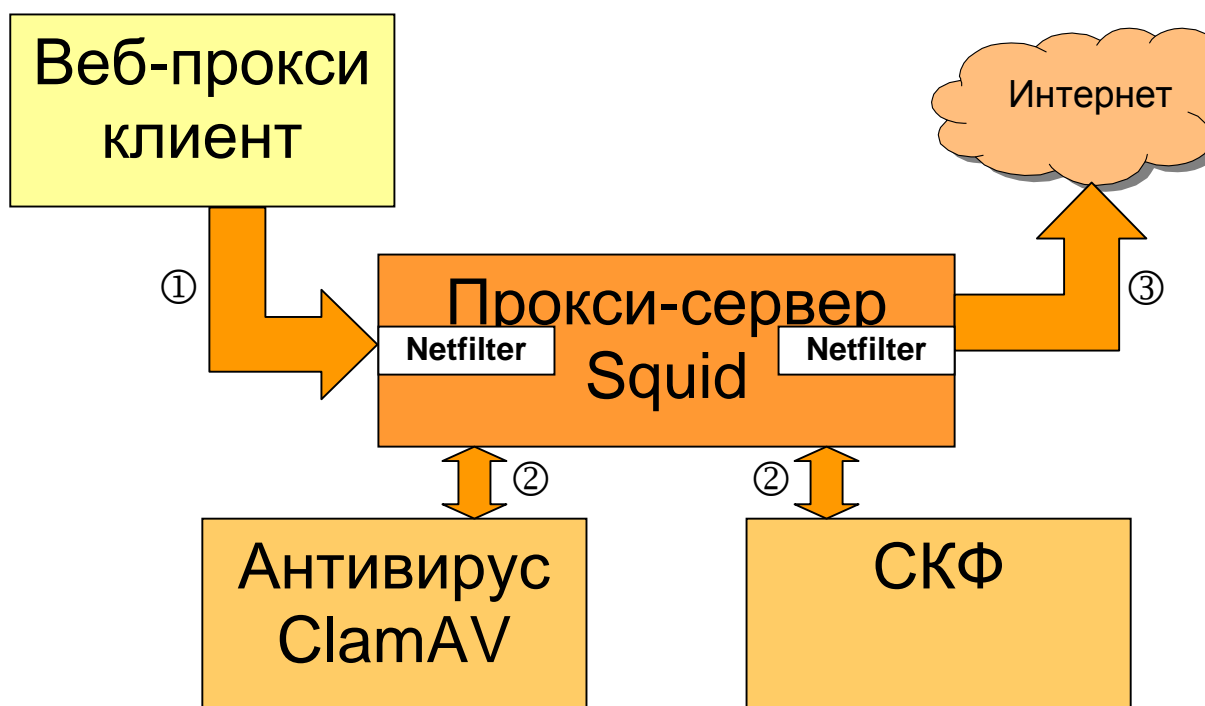 Веб-прокси
клиент
Интернет
①
③
Прокси-сервер
Netfilter
Netfilter
Squid
②
②
Антивирус
ClamAV
СКФ